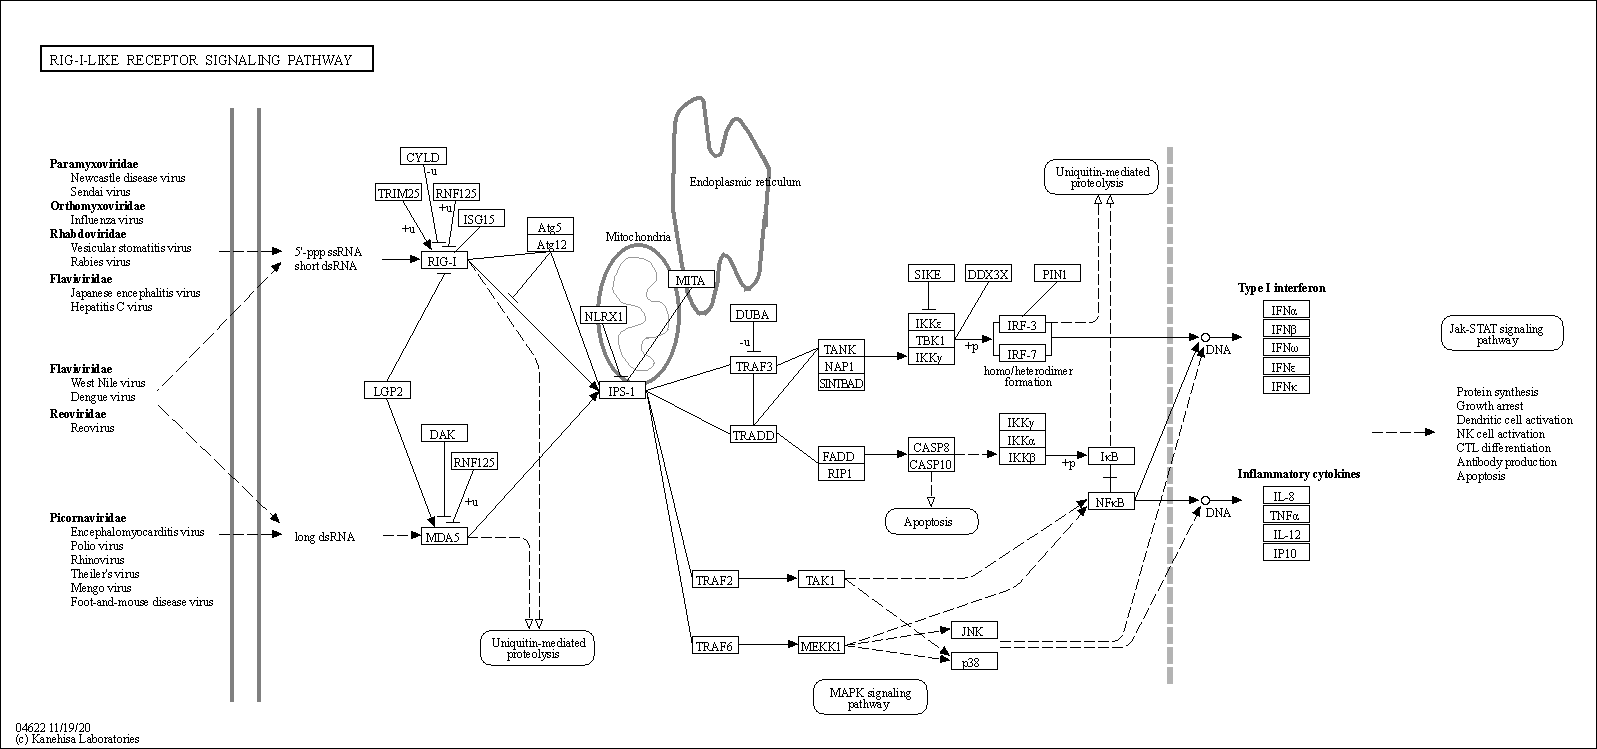 RIG-I-LIKE RECEPTOR SIGNALING PATHWAY
Paramyxoviridae
Newcastle disease virus
Sendai virus
Orthomyxoviridae
Influenza virus
Rhabdoviridae
Vesicular stomatitis virus
Rabies virus
Flaviviridae
Japanese encephalitis virus
Hepatitis C virus
Flaviviridae
West Nile virus
Dengue virus
Reoviridae
Reovirus
Picornaviridae
Encephalomyocarditis virus
Polio virus
Rhinovirus
Theiler's virus
Mengo virus
Foot-and-mouse disease virus
5'-ppp ssRNA
short dsRNA
long dsRNA
CYLD
-u
TRIM25
RNF125
+u
+u
ISG15
RIG-I
Atg5
Atg12
LGP2
DAK
RNF125
+u
MDA5
Uniquitin-mediated
proteolysis
Mitochondria
Endoplasmic reticulum
MITA
NLRX1
IPS-1
DUBA
-u
TRAF3
TRADD
TRAF2
TRAF6
TANK
NAP1
SINTBAD
FADD
RIP1
TAK1
MEKK1
MAPK signaling
pathway
SIKE
DDX3X
PIN1
IKKε
TBK1
IKKγ
+p
IRF-3
IRF-7
homo/heterodimer
formation
CASP8
CASP10
Apoptosis
IKKγ
IKKα
IKKβ
+p
IκB
NFκB
JNK
p38
Uniquitin-mediated
proteolysis
DNA
DNA
Type I interferon
IFNα
IFNβ
IFNω
IFNε
IFNκ
Inflammatory cytokines
IL-8
TNFα
IL-12
IP10
Jak-STAT signaling
pathway
Protein synthesis
Growth arrest
Dendritic cell activation
NK cell activation
CTL differentiation
Antibody production
Apoptosis
04622 11/19/20
(c) Kanehisa Laboratories